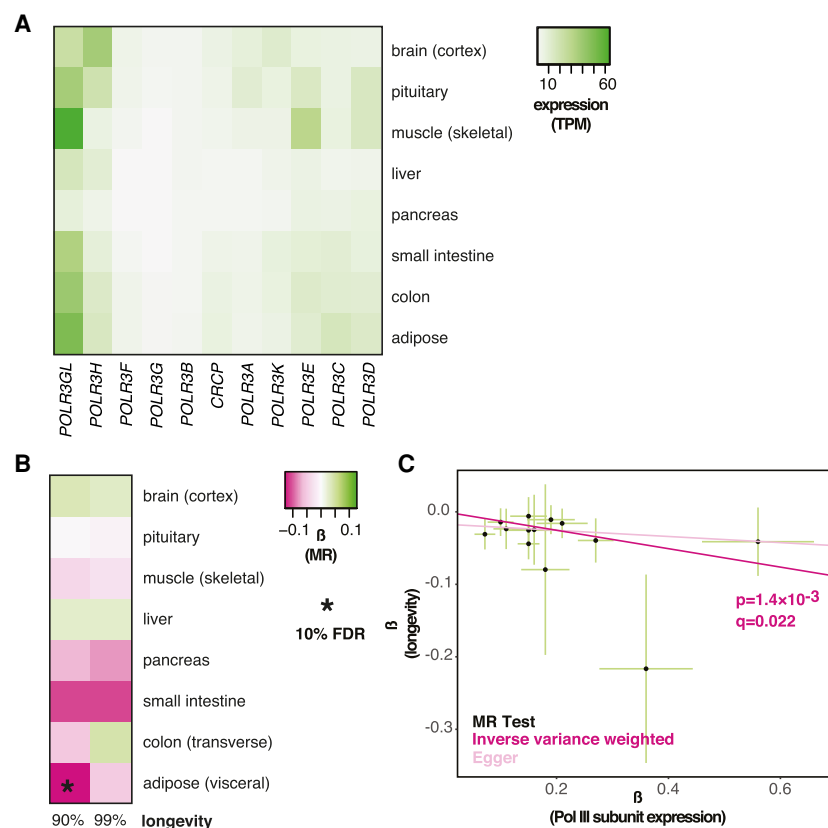 A
brain (cortex)
pituitary
muscle (skeletal)
liver
pancreas
small intestine
colon
adipose
10 60
expression
(TPM)
POLR3GL
POLR3H
POLR3F
POLR3G
POLR3B
CRCP
POLR3A
POLR3K
POLR3E
POLR3C
POLR3D
B
brain (cortex)
pituitary
muscle (skeletal)
liver
pancreas
small intestine
colon (transverse)
adipose (visceral)
*
90% 99% longevity
−0.1 0.1
ß
(MR)
*
10% FDR
C
0.0
-0.1
-0.2
-0.3
ß
(longevity)
p=1.4×10⁻³
q=0.022
MR Test
Inverse variance weighted
Egger
0.2 0.4 0.6
ß
(Pol III subunit expression)